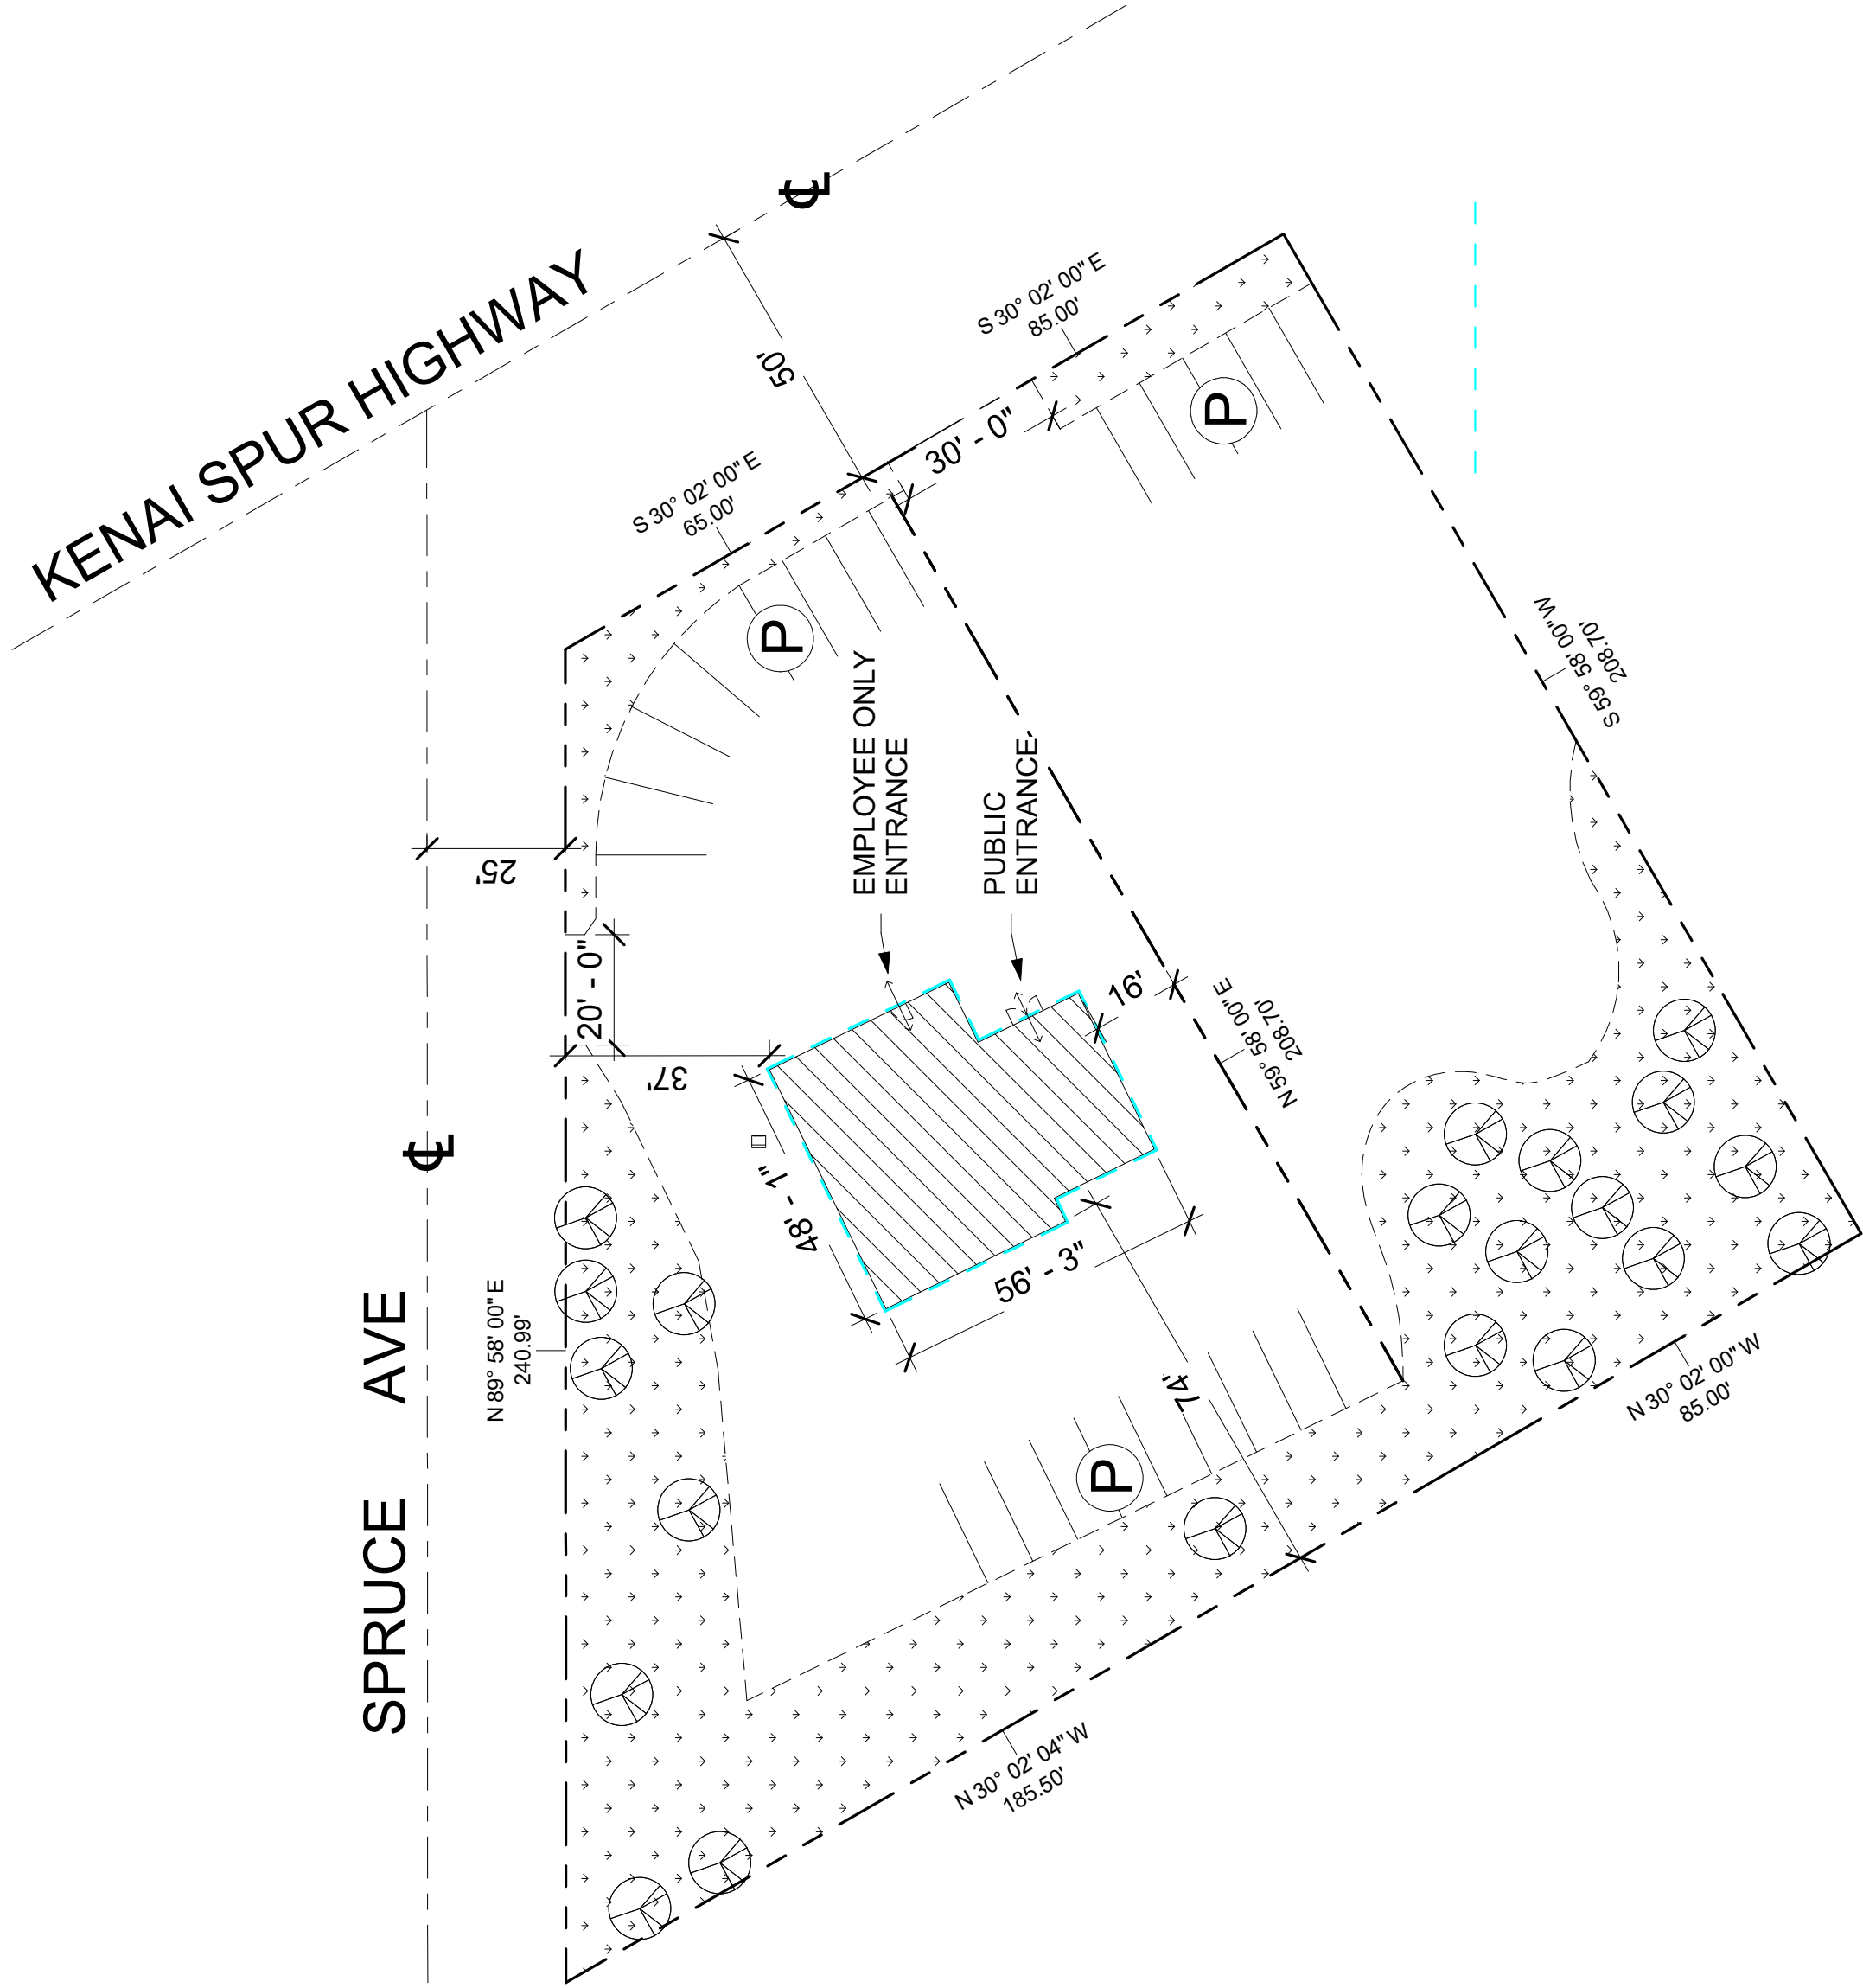 KENAI SPUR HIGHWAY
℄
50'
S 30° 02' 00" E
85.00'
30' - 0"
P
S 30° 02' 00" E
65.00'
P
EMPLOYEE ONLY
ENTRANCE
PUBLIC
ENTRANCE
25'
S 59° 58' 00" W
208.70'
20' - 0"
37'
16'
N 59° 58' 00" E
208.70'
℄
48' - 1"
56' - 3"
SPRUCE AVE
N 89° 58' 00" E
240.99'
74'
P
N 30° 02' 00" W
85.00'
N 30° 02' 04" W
185.50'